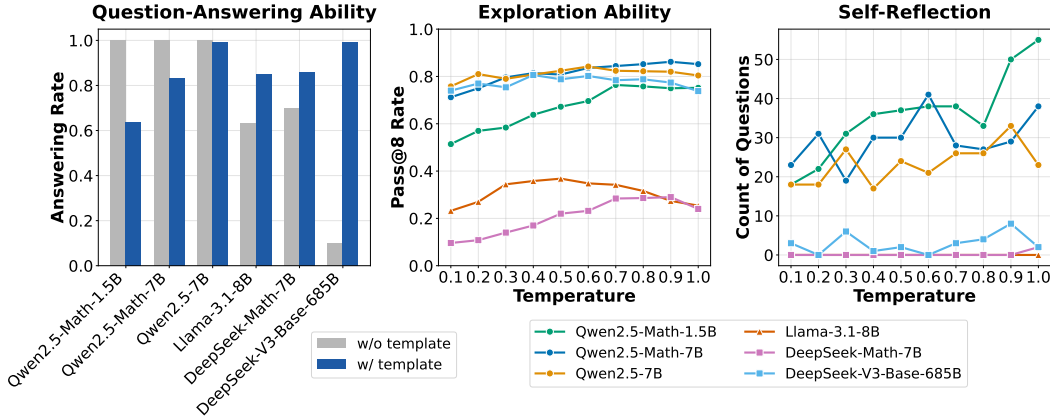 Question-Answering Ability
Answering Rate
1.0
0.8
0.6
0.4
0.2
0.0
Qwen2.5-Math-1.5B
Qwen2.5-Math-7B
Qwen2.5-7B
Llama-3.1-8B
DeepSeek-Math-7B
DeepSeek-V3-Base-685B
w/o template
w/ template
Exploration Ability
Pass@8 Rate
1.0
0.8
0.6
0.4
0.2
0.0
0.1 0.2 0.3 0.4 0.5 0.6 0.7 0.8 0.9 1.0
Temperature
Self-Reflection
Count of Questions
50
40
30
20
10
0
0.1 0.2 0.3 0.4 0.5 0.6 0.7 0.8 0.9 1.0
Temperature
Qwen2.5-Math-1.5B
Qwen2.5-Math-7B
Qwen2.5-7B
Llama-3.1-8B
DeepSeek-Math-7B
DeepSeek-V3-Base-685B